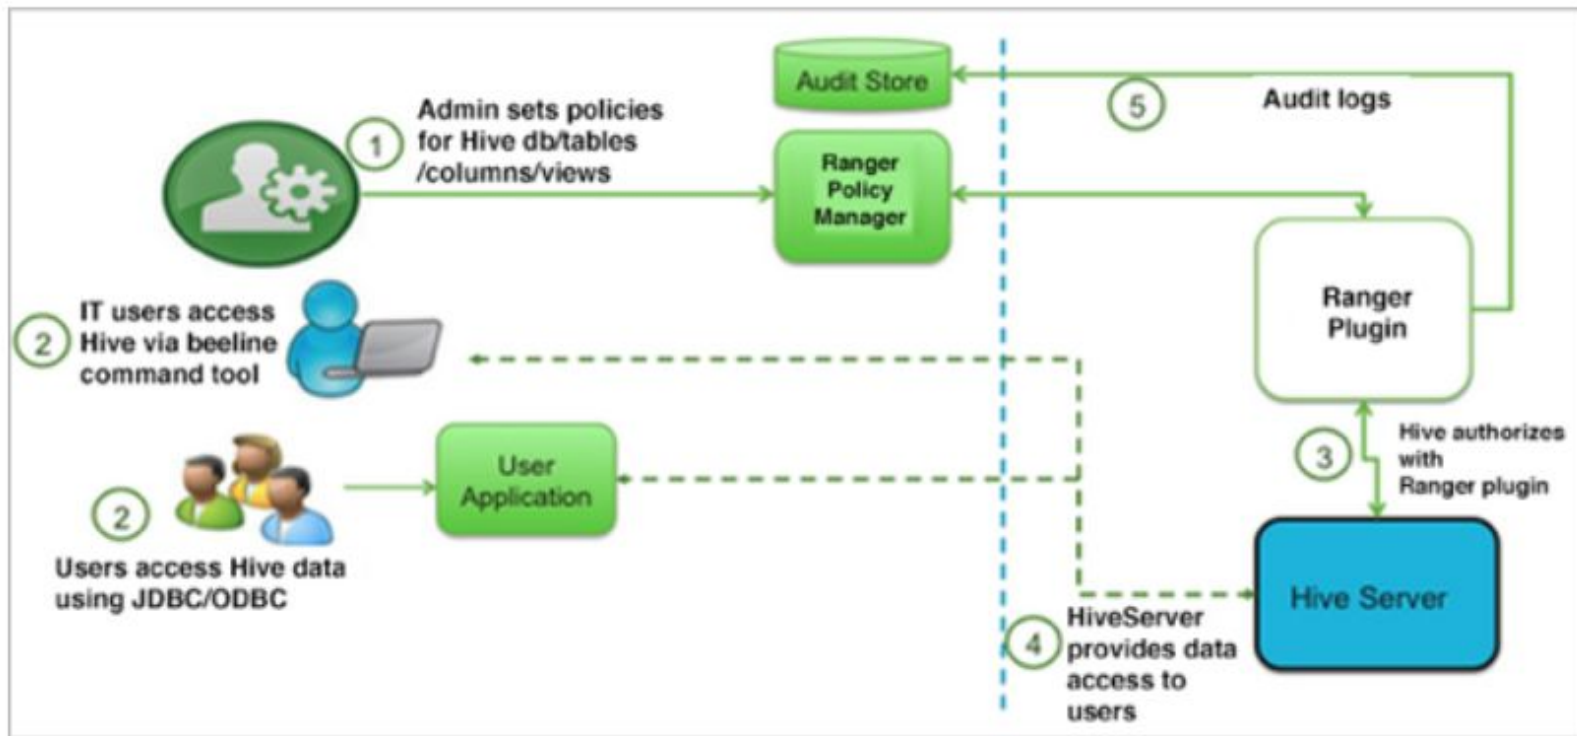 1
Admin sets policies
for Hive db/tables
/columns/views
Audit Store
5
Audit logs
Ranger
Policy
Manager
Ranger
Plugin
2
IT users access
Hive via beeline
command tool
User
Application
3
Hive authorizes
with
Ranger plugin
2
Users access Hive data
using JDBC/ODBC
Hive Server
4
HiveServer
provides data
access to
users